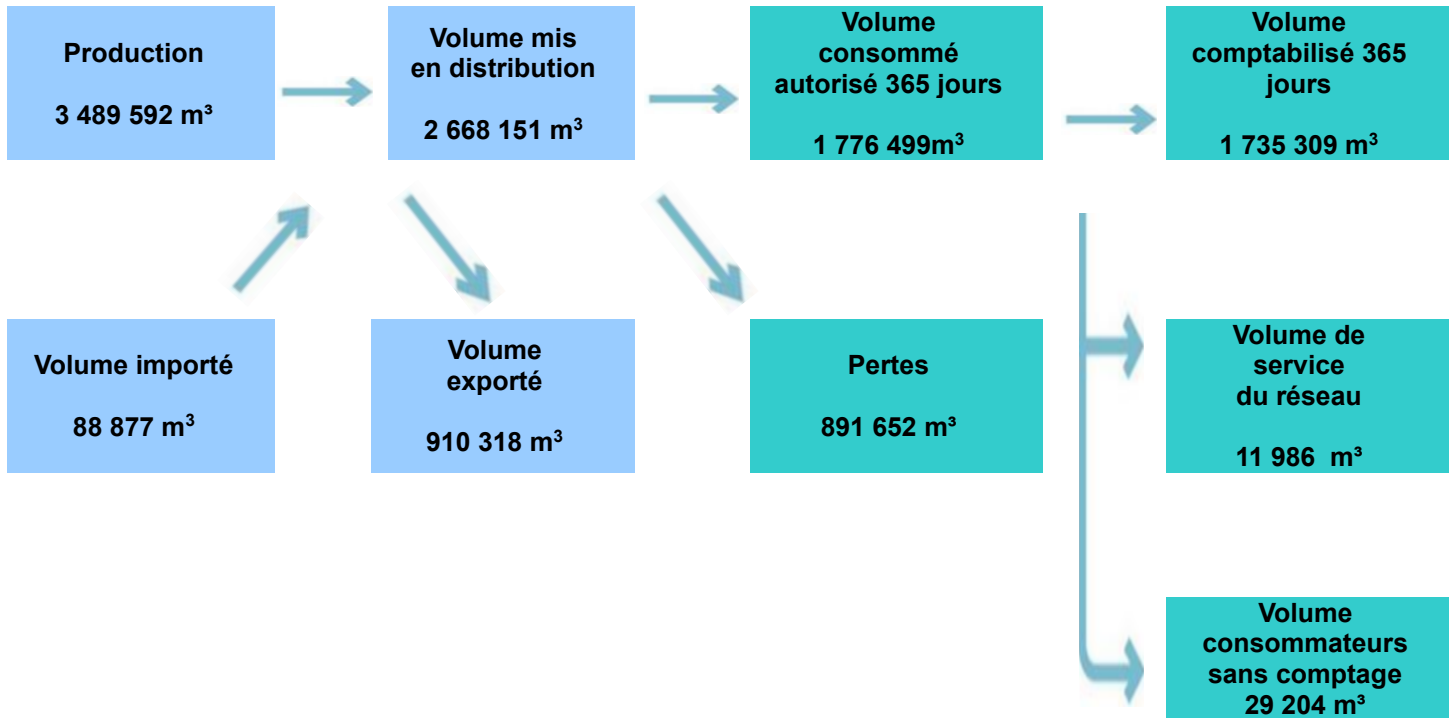 Production
3 489 592 m³
Volume mis
en distribution
2 668 151 m³
Volume
consommé
autorisé 365 jours
1 776 499m³
Volume
comptabilisé 365
jours
1 735 309 m³
Volume importé
88 877 m³
Volume
exporté
910 318 m³
Pertes
891 652 m³
Volume de
service
du réseau
11 986 m³
Volume
consommateurs
sans comptage
29 204 m³